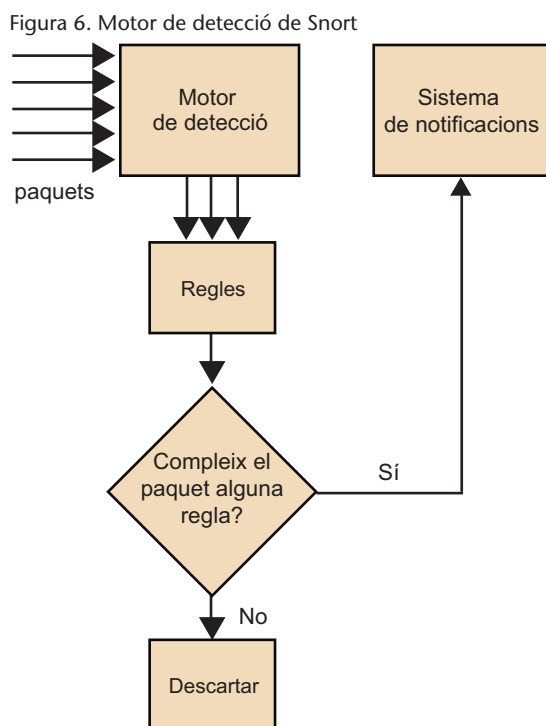 Figura 6. Motor de detecció de Snort
Motor
de detecció
Sistema
de notificacions
paquets
Regles
Compleix el
paquet alguna
regla?
Sí
No
Descartar